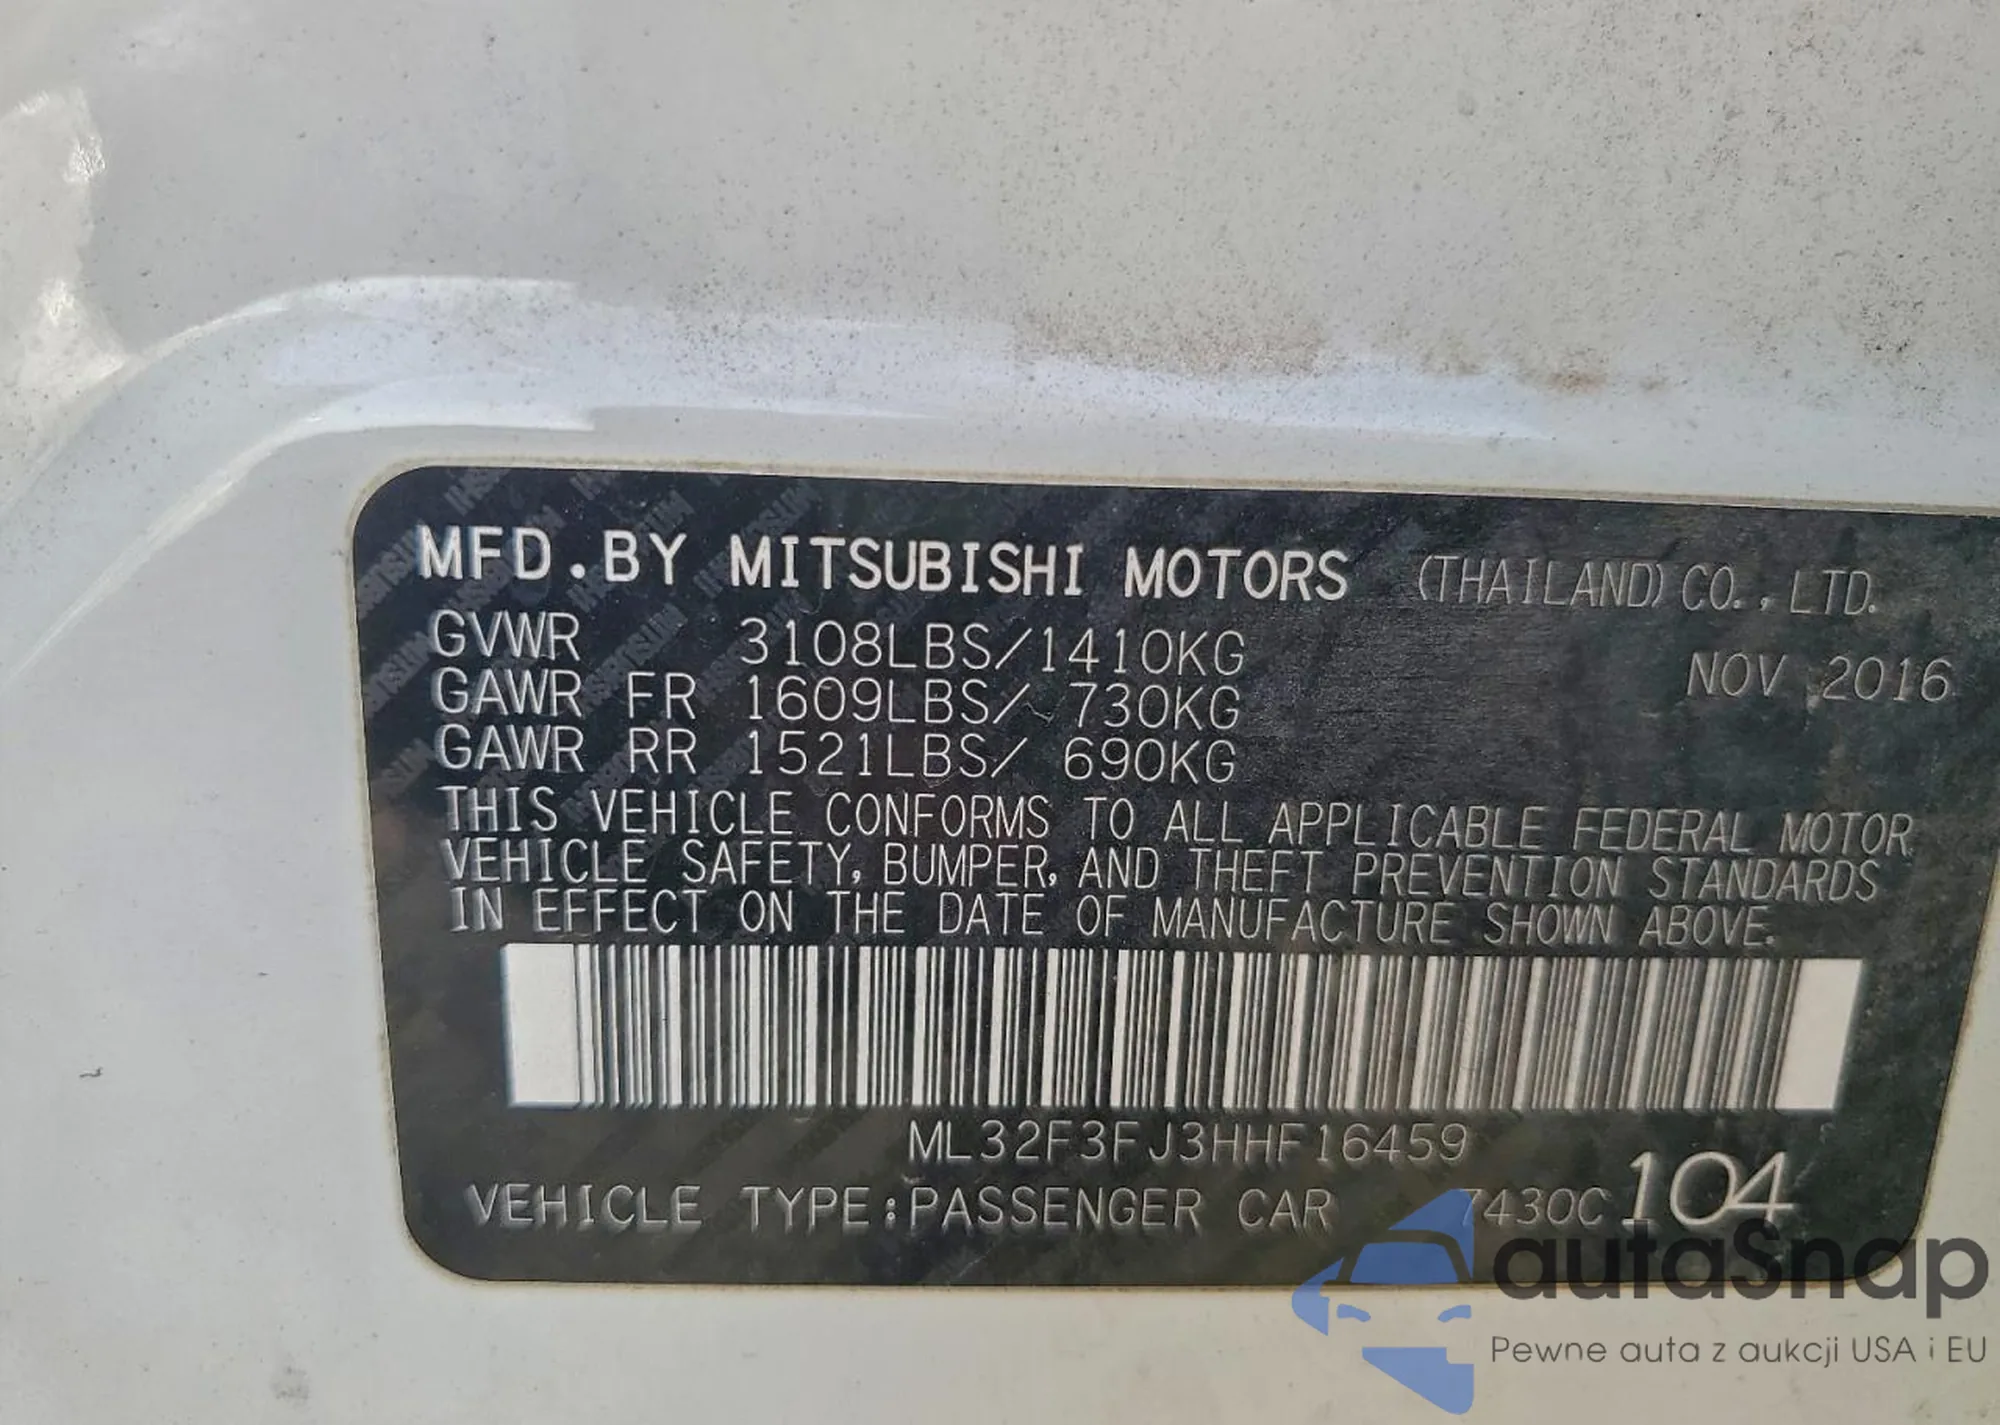 MFD.BY MITSUBISHI MOTORS (THAILAND) CO., LTD.
GVWR 3108LBS/1410KG NOV 2016
GAWR FR 1609LBS/ 730KG
GAWR RR 1521LBS/ 690KG
THIS VEHICLE CONFORMS TO ALL APPLICABLE FEDERAL MOTOR
VEHICLE SAFETY, BUMPER, AND THEFT PREVENTION STANDARDS
IN EFFECT ON THE DATE OF MANUFACTURE SHOWN ABOVE.
ML32F3FJ3HHF16459
VEHICLE TYPE:PASSENGER CAR 7430C 104
autaSnap
Pewne auta z aukcji USA i EU